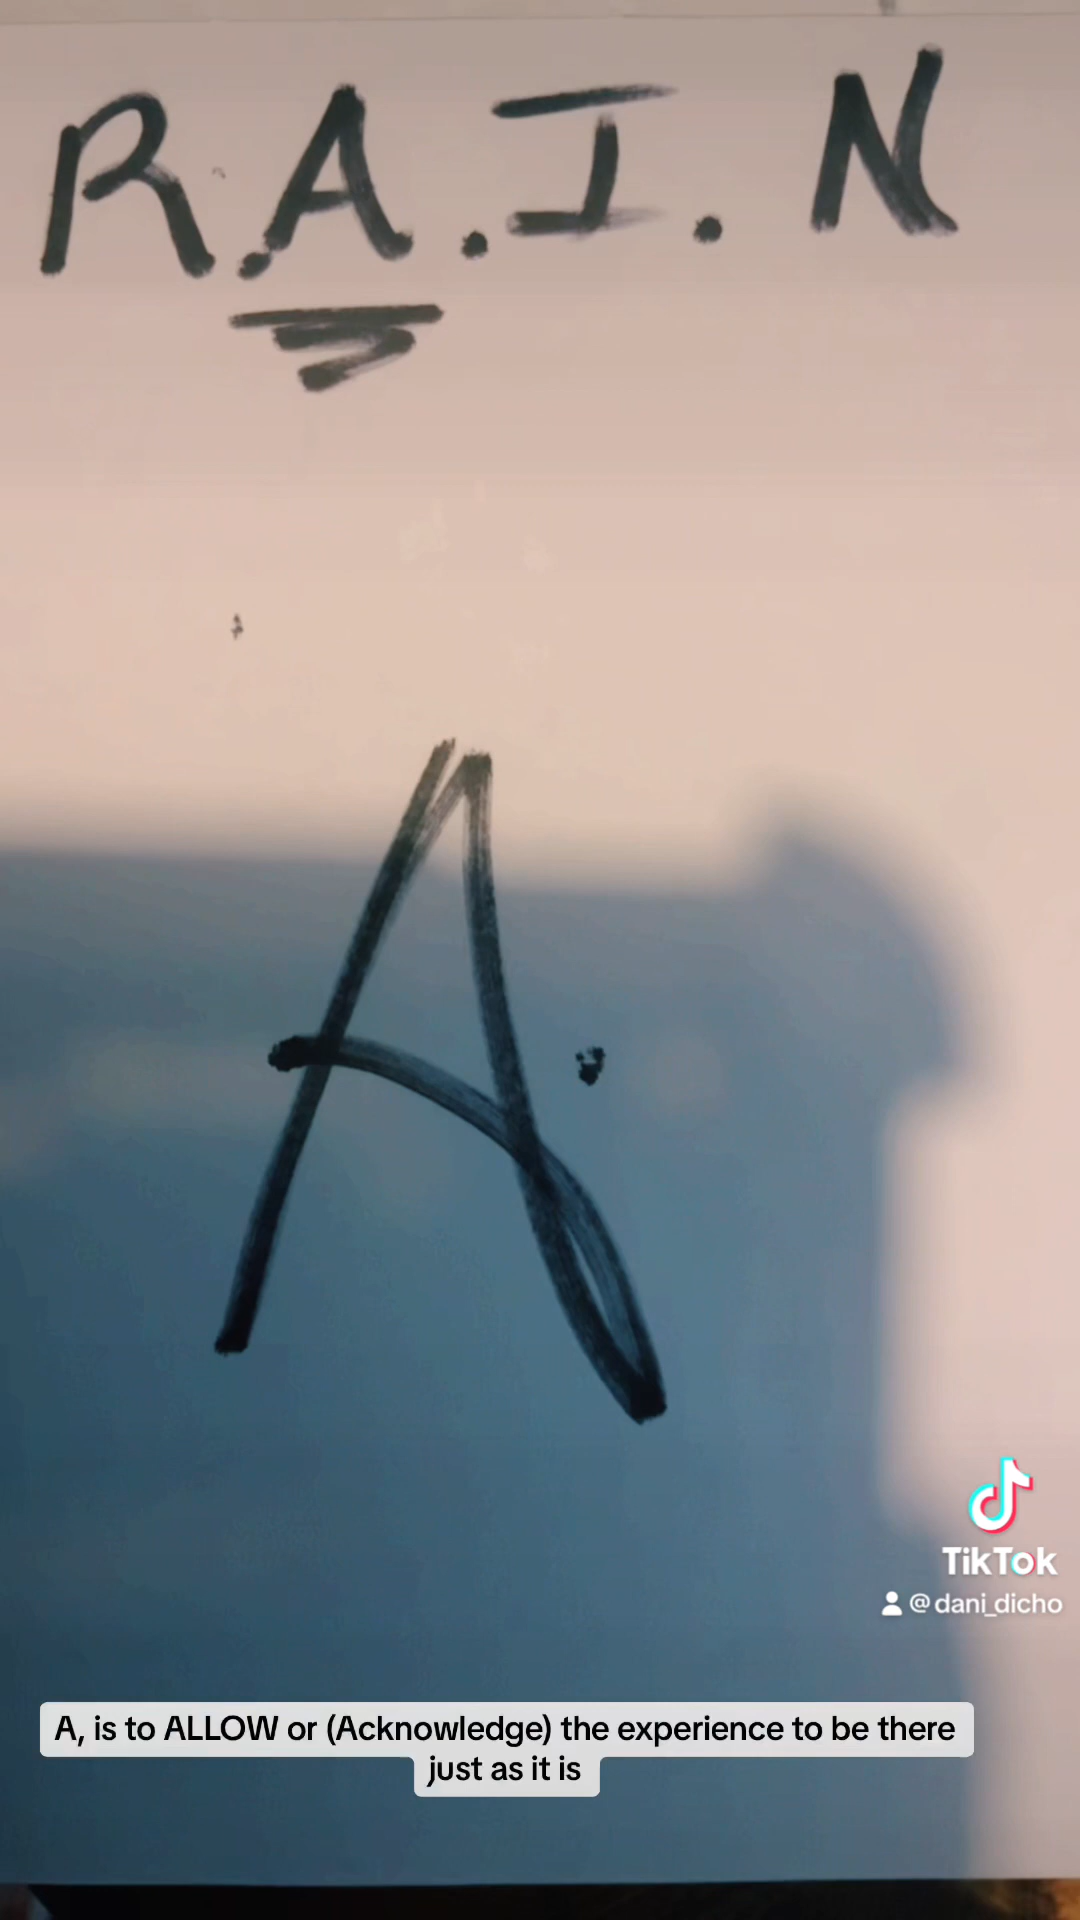 R.A.I.N
A.
TikTok
@dani_dicho
A, is to ALLOW or (Acknowledge) the experience to be there
just as it is